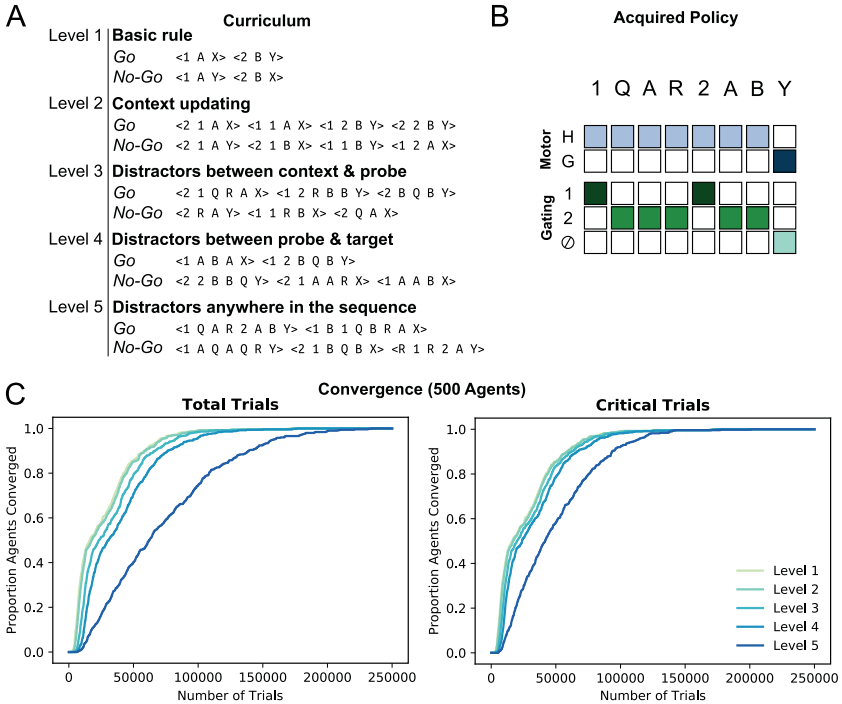 A
Curriculum
Level 1 Basic rule
Go <1 A X> <2 B Y>
No-Go <1 A Y> <2 B X>
Level 2 Context updating
Go <2 1 A X> <1 1 A X> <1 2 B Y> <2 2 B Y>
No-Go <2 1 A Y> <2 1 B X> <1 1 B Y> <1 2 A X>
Level 3 Distractors between context & probe
Go <2 1 Q R A X> <1 2 R B B Y> <2 B Q B Y>
No-Go <2 R A Y> <1 1 R B X> <2 Q A X>
Level 4 Distractors between probe & target
Go <1 A B A X> <1 2 B Q B Y>
No-Go <2 2 B B Q Y> <2 1 A A R X> <1 A A B X>
Level 5 Distractors anywhere in the sequence
Go <1 Q A R 2 A B Y> <1 B 1 Q B R A X>
No-Go <1 A Q A Q R Y> <2 1 B Q B X> <R 1 R 2 A Y>
B
Acquired Policy
1 Q A R 2 A B Y
Motor
H
G
Gating
1
2
∅
C
Convergence (500 Agents)
Total Trials
Proportion Agents Converged
1.0
0.8
0.6
0.4
0.2
0.0
0 50000 100000 150000 200000 250000
Number of Trials
Critical Trials
Proportion Agents Converged
1.0
0.8
0.6
0.4
0.2
0.0
Level 1
Level 2
Level 3
Level 4
Level 5
0 50000 100000 150000 200000 250000
Number of Trials